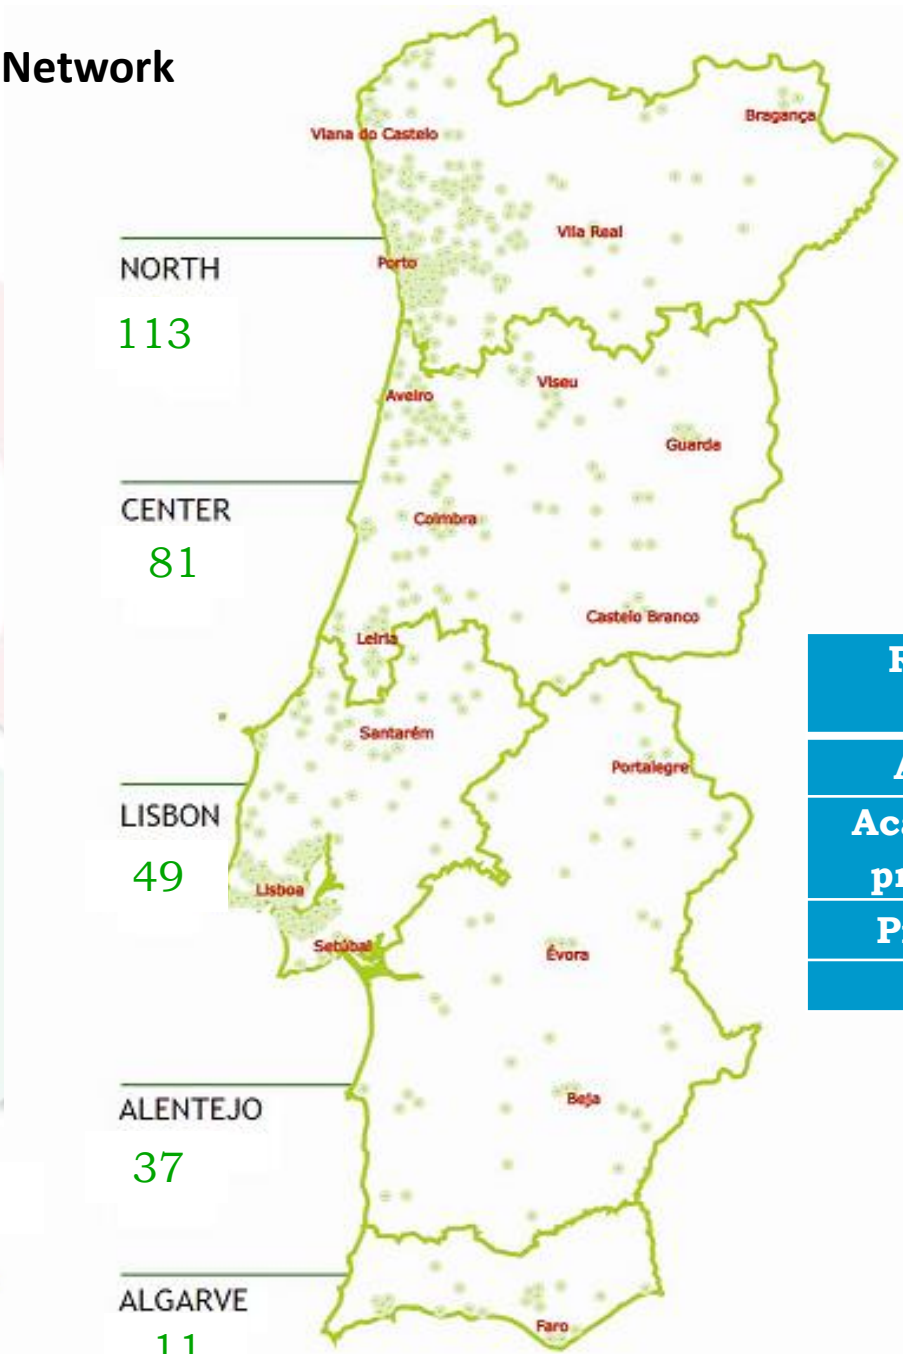 Network
Bragança
Viana do Castelo
Vila Real
NORTH
Porto
113
Viseu
Aveiro
Guarda
CENTER
Coimbra
81
Castelo Branco
Leiria
Santarém
Portalegre
LISBON
49
Lisboa
Setúbal
Évora
ALENTEJO
Beja
37
ALGARVE
Faro
11